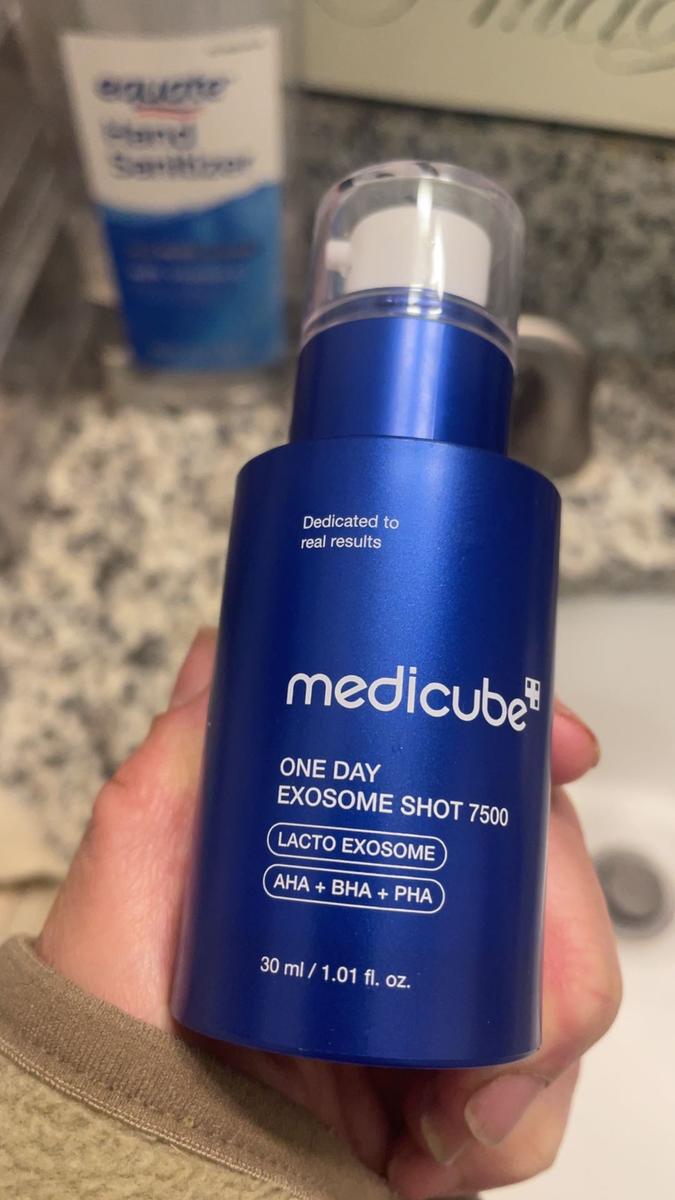 equate
Hand
Sanitizer
Dedicated to
real results
medicube
ONE DAY
EXOSOME SHOT 7500
LACTO EXOSOME
AHA + BHA + PHA
30 ml / 1.01 fl. oz.